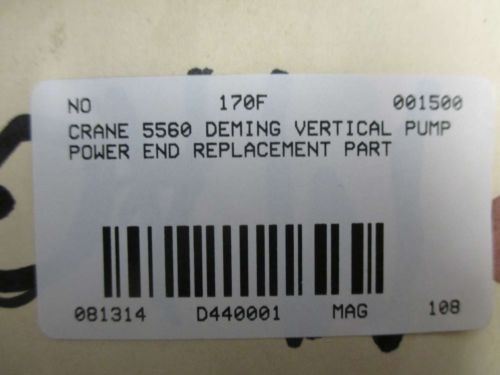 NO 170F 001500
CRANE 5560 DEMING VERTICAL PUMP
POWER END REPLACEMENT PART
081314 D440001 MAG 108